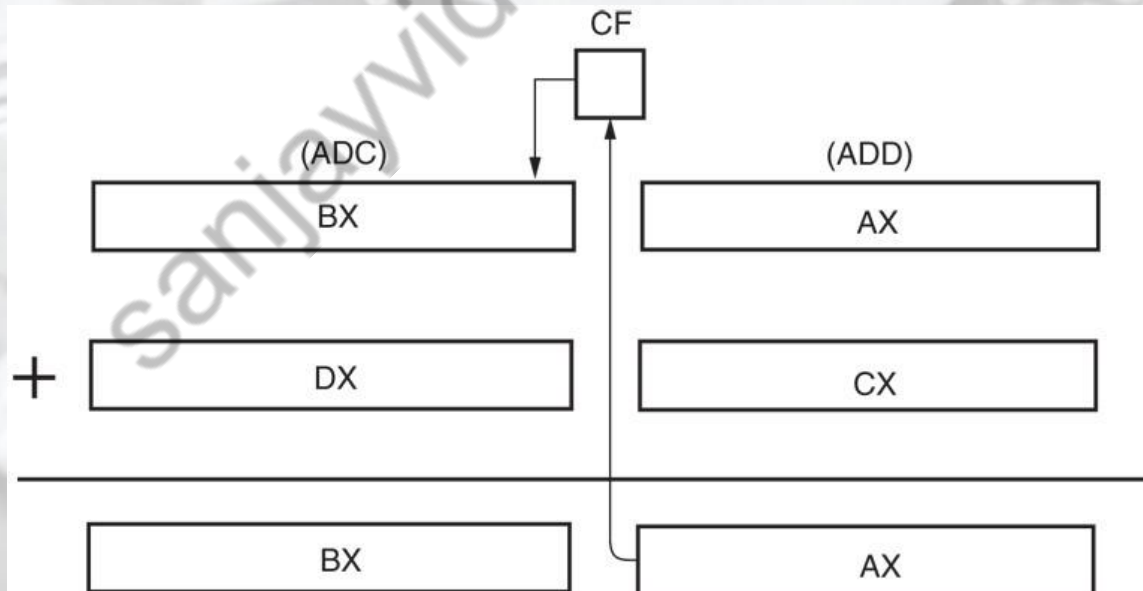 CF
(ADC) (ADD)
BX AX
+ DX CX
BX AX
sanjayvid